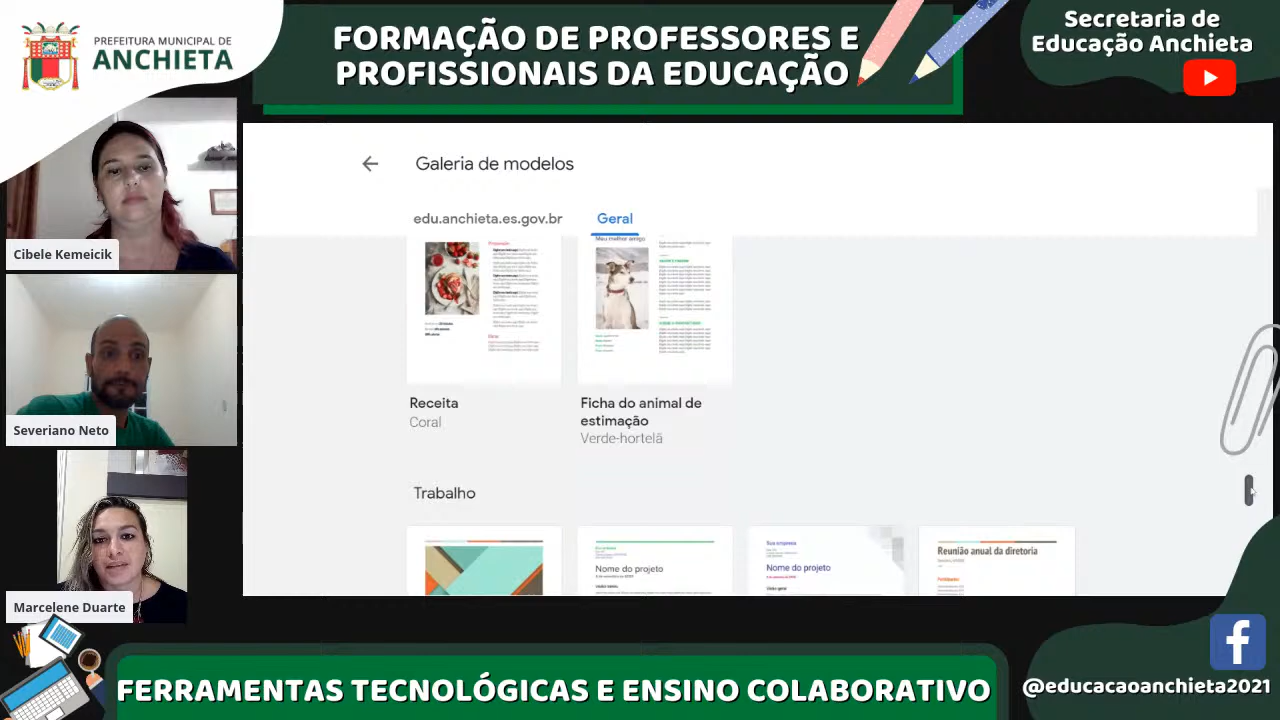 PREFEITURA MUNICIPAL DE
ANCHIETA
FORMAÇÃO DE PROFESSORES E
PROFISSIONAIS DA EDUCAÇÃO
Secretaria de
Educação Anchieta
Cibele Kemeicik
Severiano Neto
Marcelene Duarte
Galeria de modelos
edu.anchieta.es.gov.br
Geral
Meu melhor amigo
Receita
Coral
Ficha do animal de
estimação
Verde-hortelã
Trabalho
Nome do projeto
Sua empresa
Nome do projeto
Reunião anual da diretoria
FERRAMENTAS TECNOLÓGICAS E ENSINO COLABORATIVO
@educacaoanchieta2021